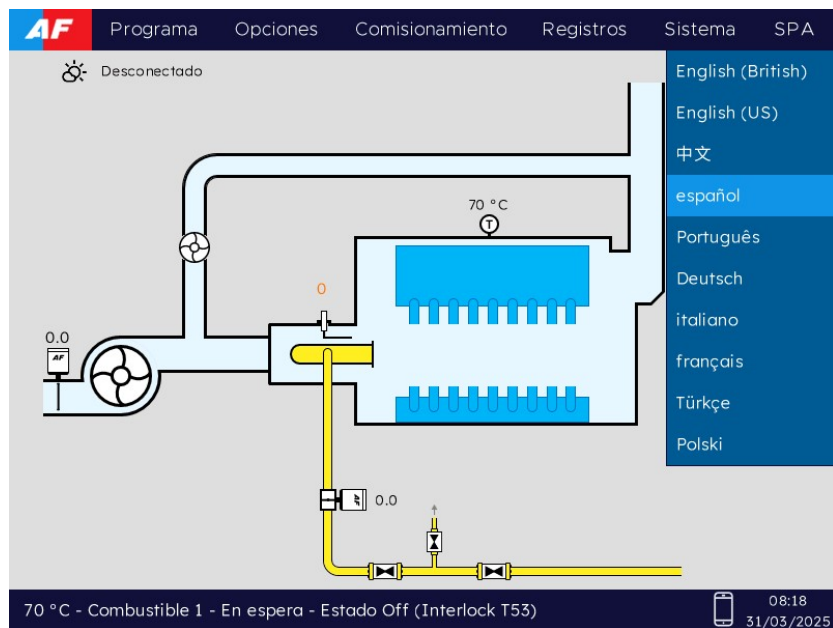 AF Programa Opciones Comisionamiento Registros Sistema SPA
Desconectado
English (British)
English (US)
中文
español
Português
Deutsch
italiano
français
Türkçe
Polski
70 °C
T
0
0.0
AF
AF 0.0
70 °C - Combustible 1 - En espera - Estado Off (Interlock T53)
08:18
31/03/2025